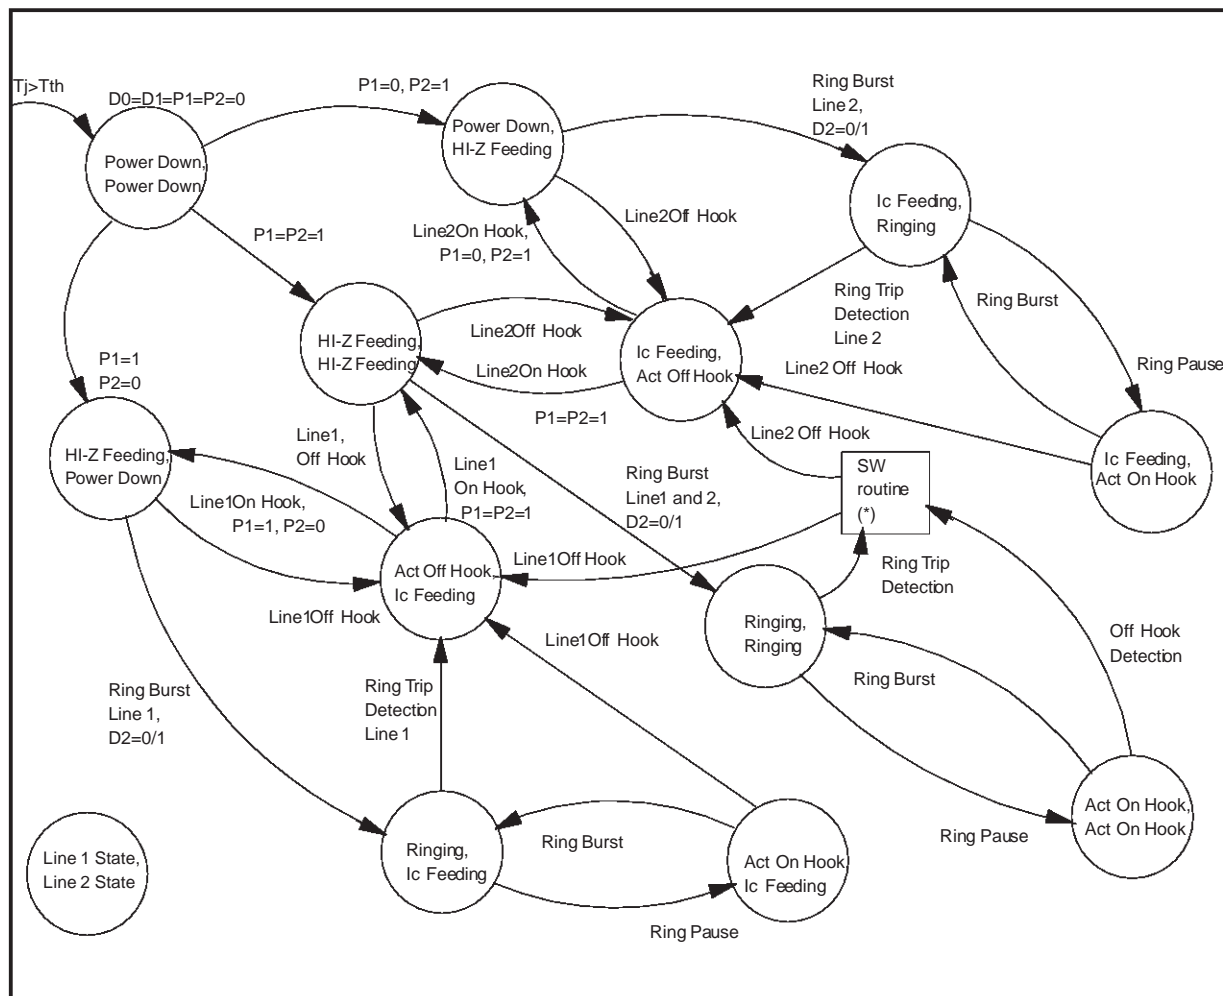 Tj>Tth
D0=D1=P1=P2=0
P1=0, P2=1
Ring Burst
Line 2,
D2=0/1
Power Down,
Power Down
Power Down,
HI-Z Feeding
Ic Feeding,
Ringing
P1=P2=1
Line2On Hook,
P1=0, P2=1
Line2Off Hook
Ring Trip
Detection
Line 2
Ring Burst
Ring Pause
HI-Z Feeding,
HI-Z Feeding
Line2Off Hook
Line2On Hook
P1=P2=1
Ic Feeding,
Act Off Hook
Line2 Off Hook
Ic Feeding,
Act On Hook
P1=1
P2=0
HI-Z Feeding,
Power Down
Line1,
Off Hook
Line1
On Hook,
P1=P2=1
Line2 Off Hook
SW
routine
(*)
Ring Burst
Line1 and 2,
D2=0/1
Line1On Hook,
P1=1, P2=0
Line1Off Hook
Act Off Hook,
Ic Feeding
Line1Off Hook
Ring Trip
Detection
Ringing,
Ringing
Line1Off Hook
Off Hook
Detection
Ring Burst
Ring Burst
Line 1,
D2=0/1
Ring Trip
Detection
Line 1
Act On Hook,
Act On Hook
Ring Pause
Ringing,
Ic Feeding
Ring Burst
Act On Hook
Ic Feeding
Ring Pause
Line 1 State,
Line 2 State